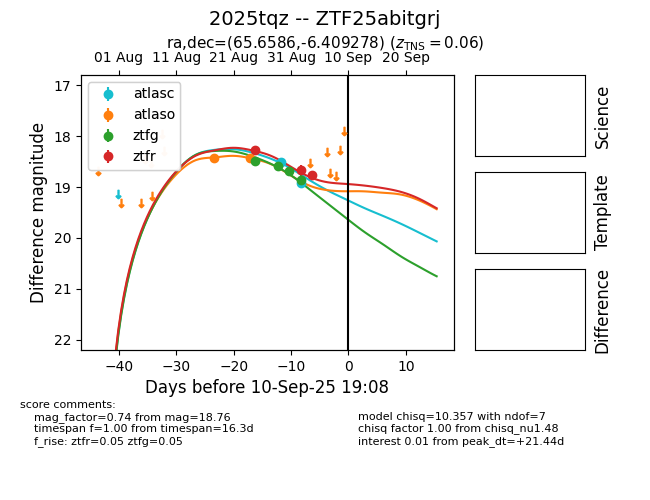 2025tqz -- ZTF25abitgrj
ra,dec=(65.6586,-6.409278) (z_TNS = 0.06)
01 Aug 11 Aug 21 Aug 31 Aug 10 Sep 20 Sep
atlasc
atlaso
ztfg
ztfr
17
18
19
20
21
22
Difference magnitude
−40 −30 −20 −10 0 10
Days before 10-Sep-25 19:08
Science
Template
Difference
score comments:
mag_factor=0.74 from mag=18.76
timespan f=1.00 from timespan=16.3d
f_rise: ztfr=0.05 ztfg=0.05
model chisq=10.357 with ndof=7
chisq factor 1.00 from chisq_nu1.48
interest 0.01 from peak_dt=+21.44d